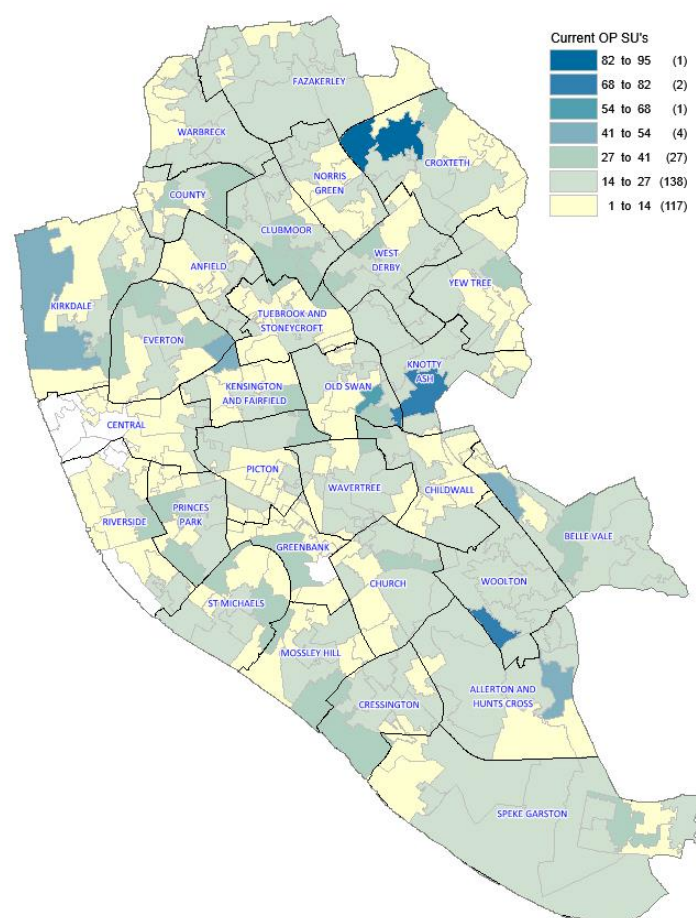 Current OP SU's
82 to 95 (1)
68 to 82 (2)
54 to 68 (1)
41 to 54 (4)
27 to 41 (27)
14 to 27 (138)
1 to 14 (117)
FAZAKERLEY
WARBRECK
CROXTETH
NORRIS
GREEN
COUNTY
CLUBMOOR
WEST
DERBY
ANFIELD
YEW TREE
KIRKDALE
TUEBROOK AND
STONEYCROFT
EVERTON
KNOTTY
ASH
KENSINGTON
AND FAIRFIELD
OLD SWAN
CENTRAL
PICTON
WAVERTREE
CHILDWALL
RIVERSIDE
PRINCES
PARK
BELLE VALE
GREENBANK
CHURCH
WOOLTON
ST MICHAELS
MOSSLEY HILL
ALLERTON AND
HUNTS CROSS
CRESSINGTON
SPEKE GARSTON